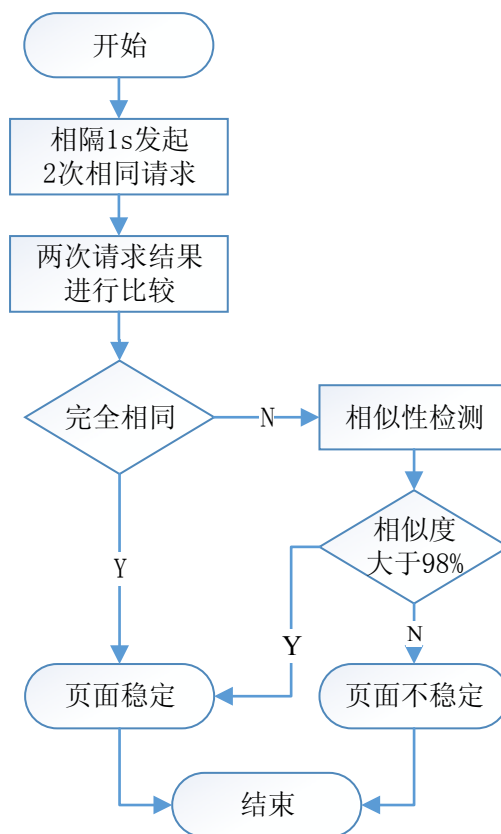 开始
相隔1s发起
2次相同请求
两次请求结果
进行比较
完全相同
N
相似性检测
相似度
大于98%
Y
Y
N
页面稳定
页面不稳定
结束